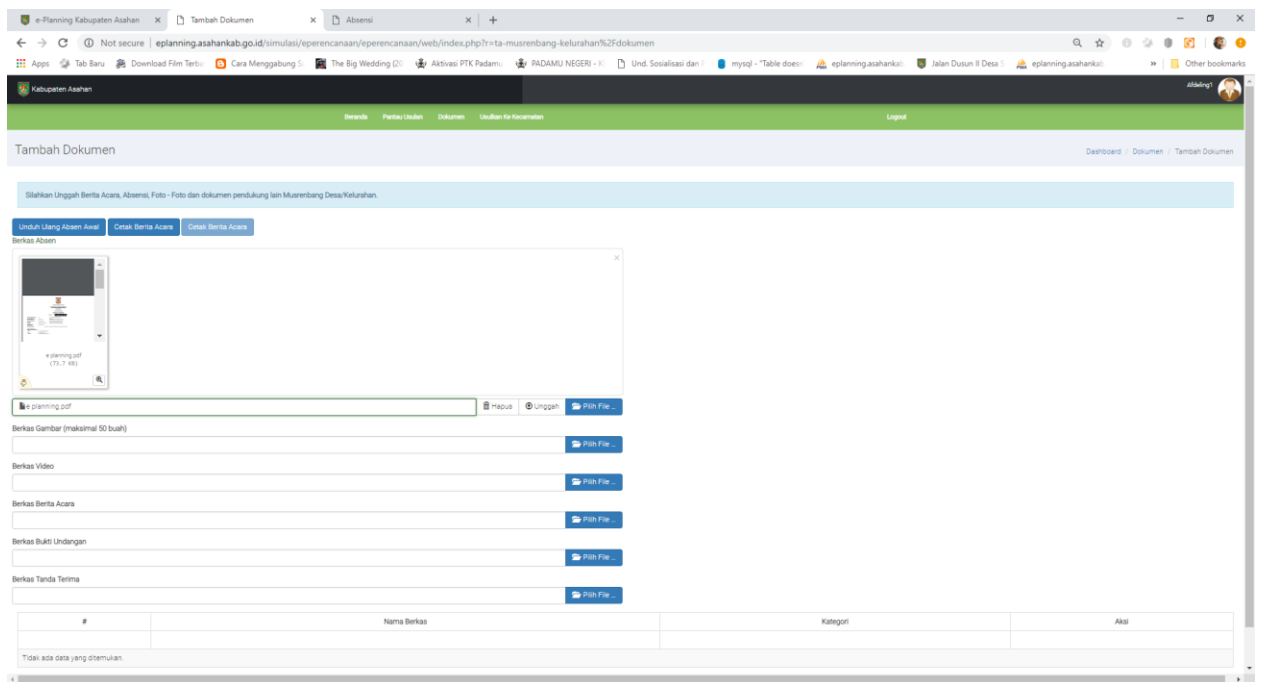 e-Planning Kabupaten Asahan
Tambah Dokumen
Absensi
Not secure | eplanning.asahankab.go.id/simulasi/eperencanaan/eperencanaan/web/index.php?r=ta-musrenbang-kelurahan%2Fdokumen
Apps Tab Baru Download Film Terb Cara Menggabung S The Big Wedding (20 Aktivasi PTK Padamu PADAMU NEGERI - Und. Sosialisasi dan mysql - "Table does eplanning.asahankab Jalan Dusun II Desa S eplanning.asahankab » Other bookmarks
Kabupaten Asahan
Afdeling1
Beranda Pantau Usulan Dokumen Usulkan Ke Kecamatan Logout
Tambah Dokumen
Dashboard / Dokumen / Tambah Dokumen
Silahkan Unggah Berita Acara, Absensi, Foto - Foto dan dokumen pendukung lain Musrenbang Desa/Kelurahan.
Unduh Ulang Absen Awal Cetak Berita Acara Cetak Berita Acara
Berkas Absen
e planning.pdf
(73.7 KB)
e planning.pdf Hapus Unggah Pilih File ...
Berkas Gambar (maksimal 50 buah)
Pilih File ...
Berkas Video
Pilih File ...
Berkas Berita Acara
Pilih File ...
Berkas Bukti Undangan
Pilih File ...
Berkas Tanda Terima
Pilih File ...
# Nama Berkas Kategori Aksi
Tidak ada data yang ditemukan.